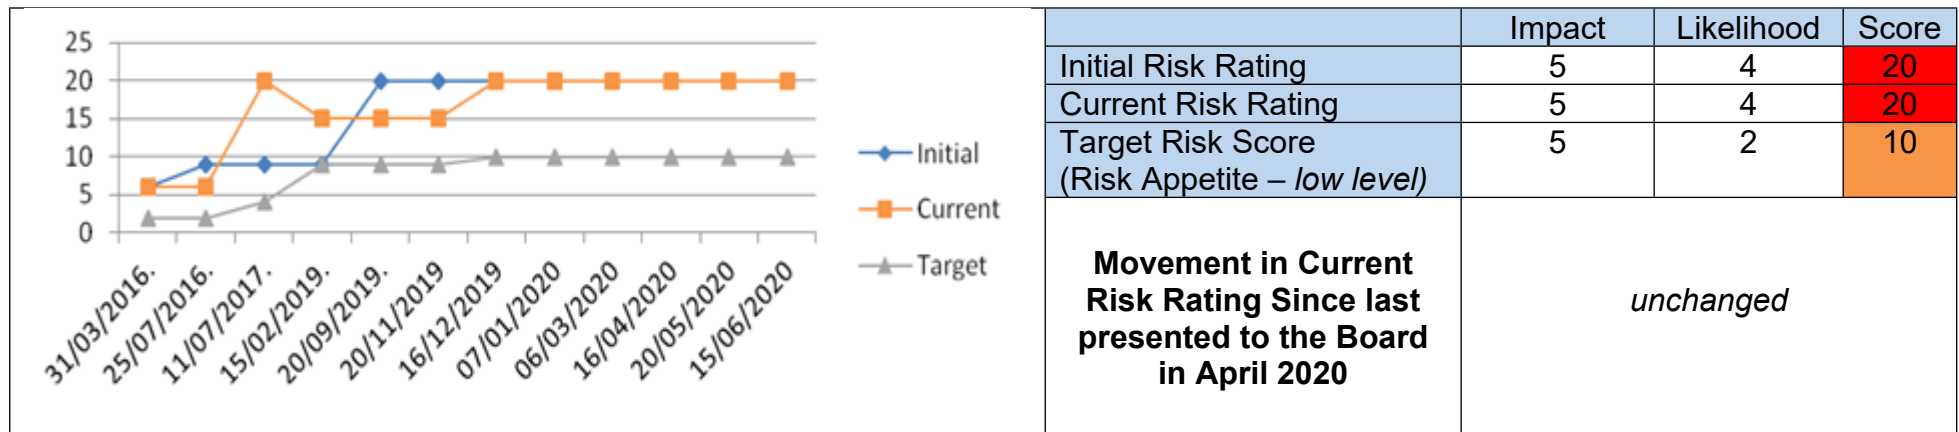 25
20
15
10
5
0
31/03/2016.
25/07/2016.
11/07/2017.
15/02/2019.
20/09/2019.
20/11/2019
16/12/2019
07/01/2020
06/03/2020
16/04/2020
20/05/2020
15/06/2020
Initial
Current
Target
Impact Likelihood Score
Initial Risk Rating 5 4 20
Current Risk Rating 5 4 20
Target Risk Score 5 2 10
(Risk Appetite – low level)
Movement in Current
Risk Rating Since last
presented to the Board
in April 2020
unchanged